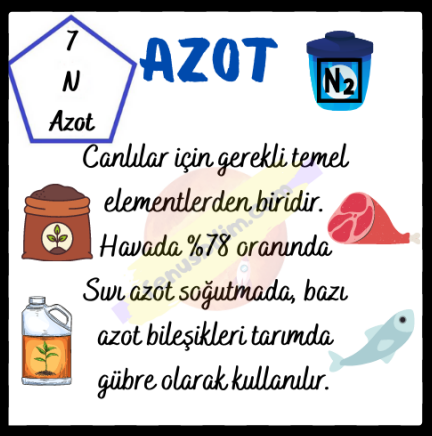 7
N
Azot
AZOT
N2
Canlılar için gerekli temel
elementlerden biridir.
Havada %78 oranında
Sıvı azot soğutmada, bazı
azot bileşikleri tarımda
gübre olarak kullanılır.